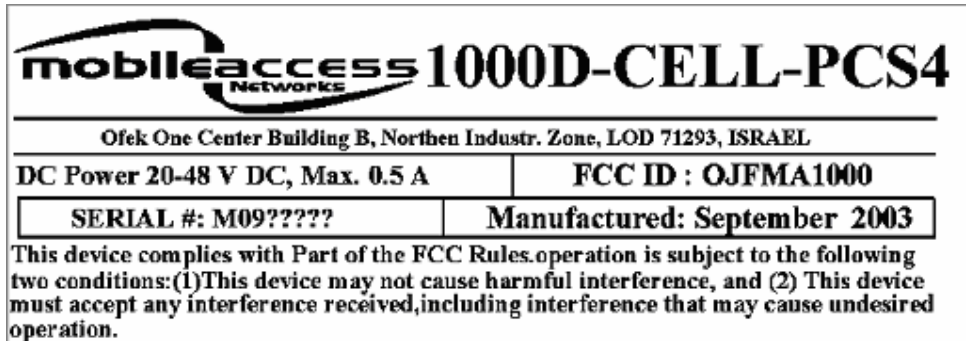 mobileaccess Networks 1000D-CELL-PCS4
Ofek One Center Building B, Northen Industr. Zone, LOD 71293, ISRAEL
DC Power 20-48 V DC, Max. 0.5 A FCC ID : OJFMA1000
SERIAL #: M09????? Manufactured: September 2003
This device complies with Part of the FCC Rules.operation is subject to the following
two conditions:(1)This device may not cause harmful interference, and (2) This device
must accept any interference received,including interference that may cause undesired
operation.